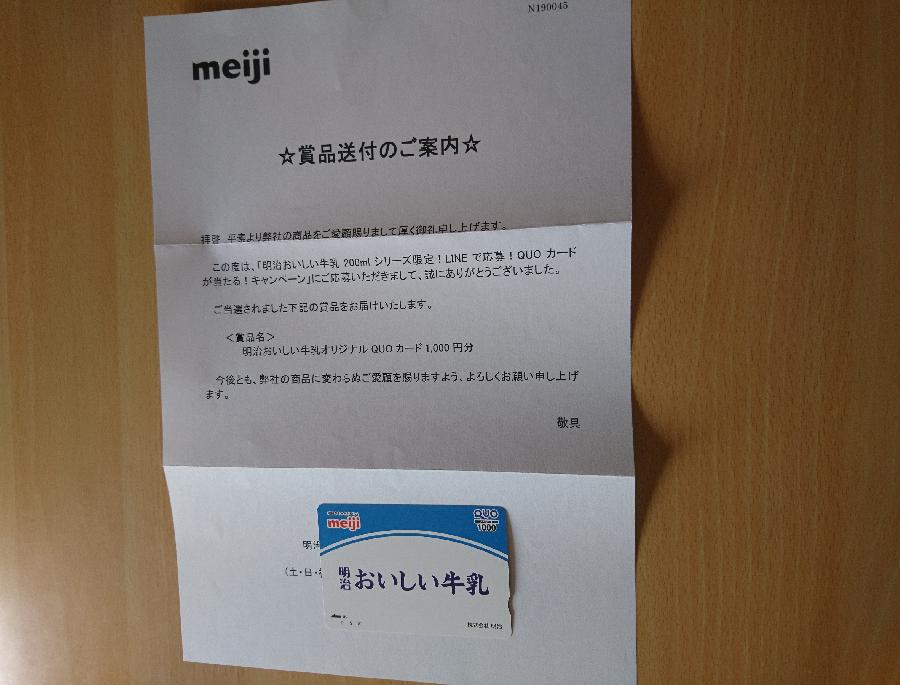 N190045
meiji
☆賞品送付のご案内☆
拝啓 平素より弊社の商品をご愛顧賜りまして厚く御礼申し上げます。
この度は、「明治おいしい牛乳 200ml シリーズ限定！LINE で応募！QUO カード
が当たる！キャンペーン」にご応募いただきまして、誠にありがとうございました。
ご当選されました下記の賞品をお届けいたします。
＜賞品名＞
明治おいしい牛乳オリジナル QUO カード 1,000 円分
今後とも、弊社の商品に変わらぬご愛顧を賜りますよう、よろしくお願い申し上げ
ます。
敬具
明治
（土・日・
meiji
QUO
1000
明治おいしい牛乳
株式会社 明治